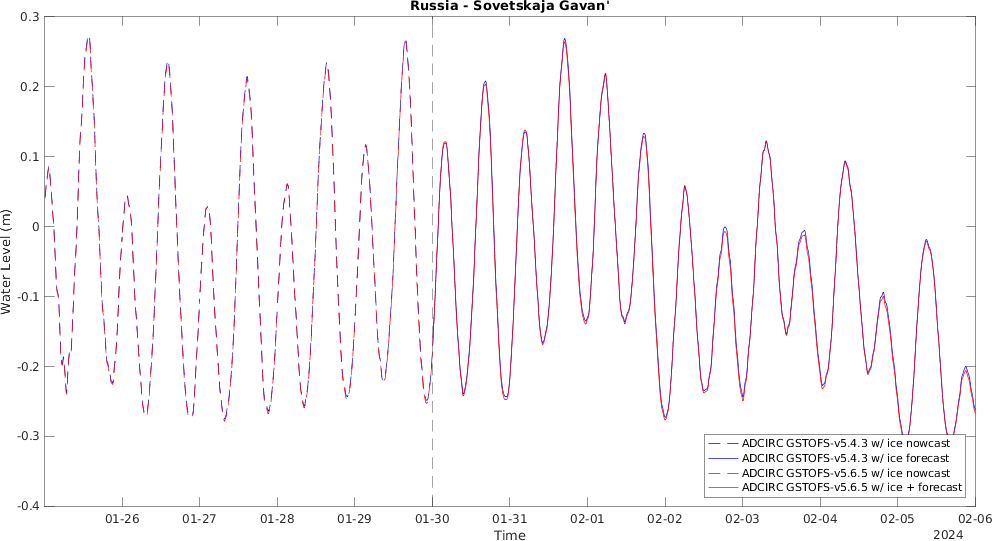 Russia - Sovetskaja Gavan'
0.3
0.2
0.1
0
-0.1
-0.2
-0.3
-0.4
Water Level (m)
ADCIRC GSTOFS-v5.4.3 w/ ice nowcast
ADCIRC GSTOFS-v5.4.3 w/ ice forecast
ADCIRC GSTOFS-v5.6.5 w/ ice nowcast
ADCIRC GSTOFS-v5.6.5 w/ ice + forecast
01-26 01-27 01-28 01-29 01-30 01-31 02-01 02-02 02-03 02-04 02-05 02-06
Time
2024